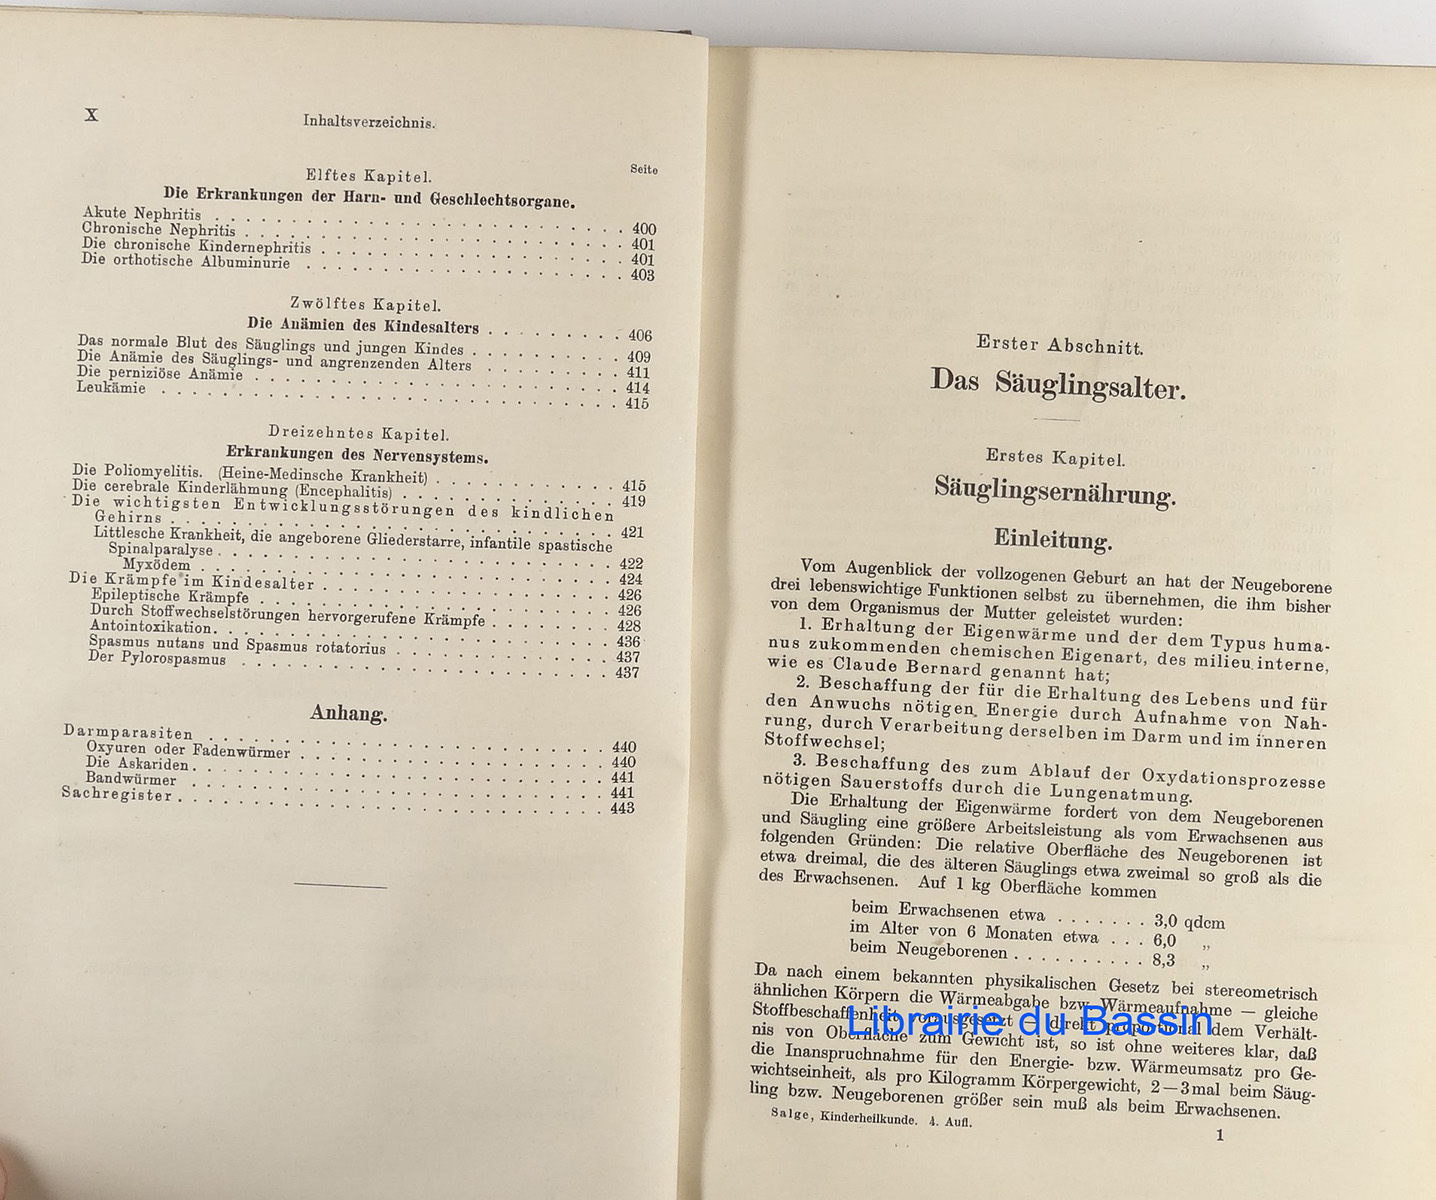 X
Inhaltsverzeichnis.
Seite
Elftes Kapitel.
Die Erkrankungen der Harn- und Geschlechtsorgane.
Akute Nephritis . . . . . . . . . . . . . . . . . . . . 400
Chronische Nephritis . . . . . . . . . . . . . . . . . . . . 401
Die chronische Kindernephritis . . . . . . . . . . . . . . . . 401
Die orthotische Albuminurie . . . . . . . . . . . . . . . . . 403
Zwölftes Kapitel.
Die Anämien des Kindesalters . . . . . . . . . 406
Das normale Blut des Säuglings und jungen Kindes . . . . . . . . 409
Die Anämie des Säuglings- und angrenzenden Alters . . . . . . . . 411
Die perniziöse Anämie . . . . . . . . . . . . . . . . . . . 414
Leukämie . . . . . . . . . . . . . . . . . . . . . . . 415
Dreizehntes Kapitel.
Erkrankungen des Nervensystems.
Die Poliomyelitis. (Heine-Medinsche Krankheit) . . . . . . . . . . 415
Die cerebrale Kinderlähmung (Encephalitis) . . . . . . . . . . . . 419
Die wichtigsten Entwicklungsstörungen des kindlichen
Gehirns . . . . . . . . . . . . . . . . . . . . . . 421
Littlesche Krankheit, die angeborene Gliederstarre, infantile spastische
Spinalparalyse . . . . . . . . . . . . . . . . . . . . 422
Myxödem . . . . . . . . . . . . . . . . . . . . . 424
Die Krämpfe im Kindesalter . . . . . . . . . . . . . . . 426
Epileptische Krämpfe . . . . . . . . . . . . . . . . . . 426
Durch Stoffwechselstörungen hervorgerufene Krämpfe . . . . . . . . 428
Antointoxikation . . . . . . . . . . . . . . . . . . . . 436
Spasmus nutans und Spasmus rotatorius . . . . . . . . . . . . 437
Der Pylorospasmus . . . . . . . . . . . . . . . . . . . 437
Anhang.
Darmparasiten . . . . . . . . . . . . . . . . . . . . 440
Oxyuren oder Fadenwürmer . . . . . . . . . . . . . . . . 440
Die Askariden . . . . . . . . . . . . . . . . . . . . . 441
Bandwürmer . . . . . . . . . . . . . . . . . . . . . 441
Sachregister . . . . . . . . . . . . . . . . . . . . . 443
Erster Abschnitt.
Das Säuglingsalter.
Erstes Kapitel.
Säuglingsernährung.
Einleitung.
Vom Augenblick der vollzogenen Geburt an hat der Neugeborene
drei lebenswichtige Funktionen selbst zu übernehmen, die ihm bisher
von dem Organismus der Mutter geleistet wurden:
1. Erhaltung der Eigenwärme und der dem Typus huma-
nus zukommenden chemischen Eigenart, des milieu interne,
wie es Claude Bernard genannt hat;
2. Beschaffung der für die Erhaltung des Lebens und für
den Anwuchs nötigen Energie durch Aufnahme von Nah-
rung, durch Verarbeitung derselben im Darm und im inneren
Stoffwechsel;
3. Beschaffung des zum Ablauf der Oxydationsprozesse
nötigen Sauerstoffs durch die Lungenatmung.
Die Erhaltung der Eigenwärme fordert von dem Neugeborenen
und Säugling eine größere Arbeitsleistung als vom Erwachsenen aus
folgenden Gründen: Die relative Oberfläche des Neugeborenen ist
etwa dreimal, die des älteren Säuglings etwa zweimal so groß als die
des Erwachsenen. Auf 1 kg Oberfläche kommen
beim Erwachsenen etwa . . . . . . . 3,0 qdcm
im Alter von 6 Monaten etwa . . . 6,0 „
beim Neugeborenen . . . . . . . . . . 8,3 „
Da nach einem bekannten physikalischen Gesetz bei stereometrisch
ähnlichen Körpern die Wärmeabgabe bzw. Wärmeaufnahme — gleiche
Stoffbeschaffenheit vorausgesetzt — direkt proportional dem Verhält-
nis von Oberfläche zum Gewicht ist, so ist ohne weiteres klar, daß
die Inanspruchnahme für den Energie- bzw. Wärmeumsatz pro Ge-
wichtseinheit, als pro Kilogramm Körpergewicht, 2—3mal beim Säug-
ling bzw. Neugeborenen größer sein muß als beim Erwachsenen.
Salge, Kinderheilkunde. 4. Aufl.
1
Librairie du Bassin